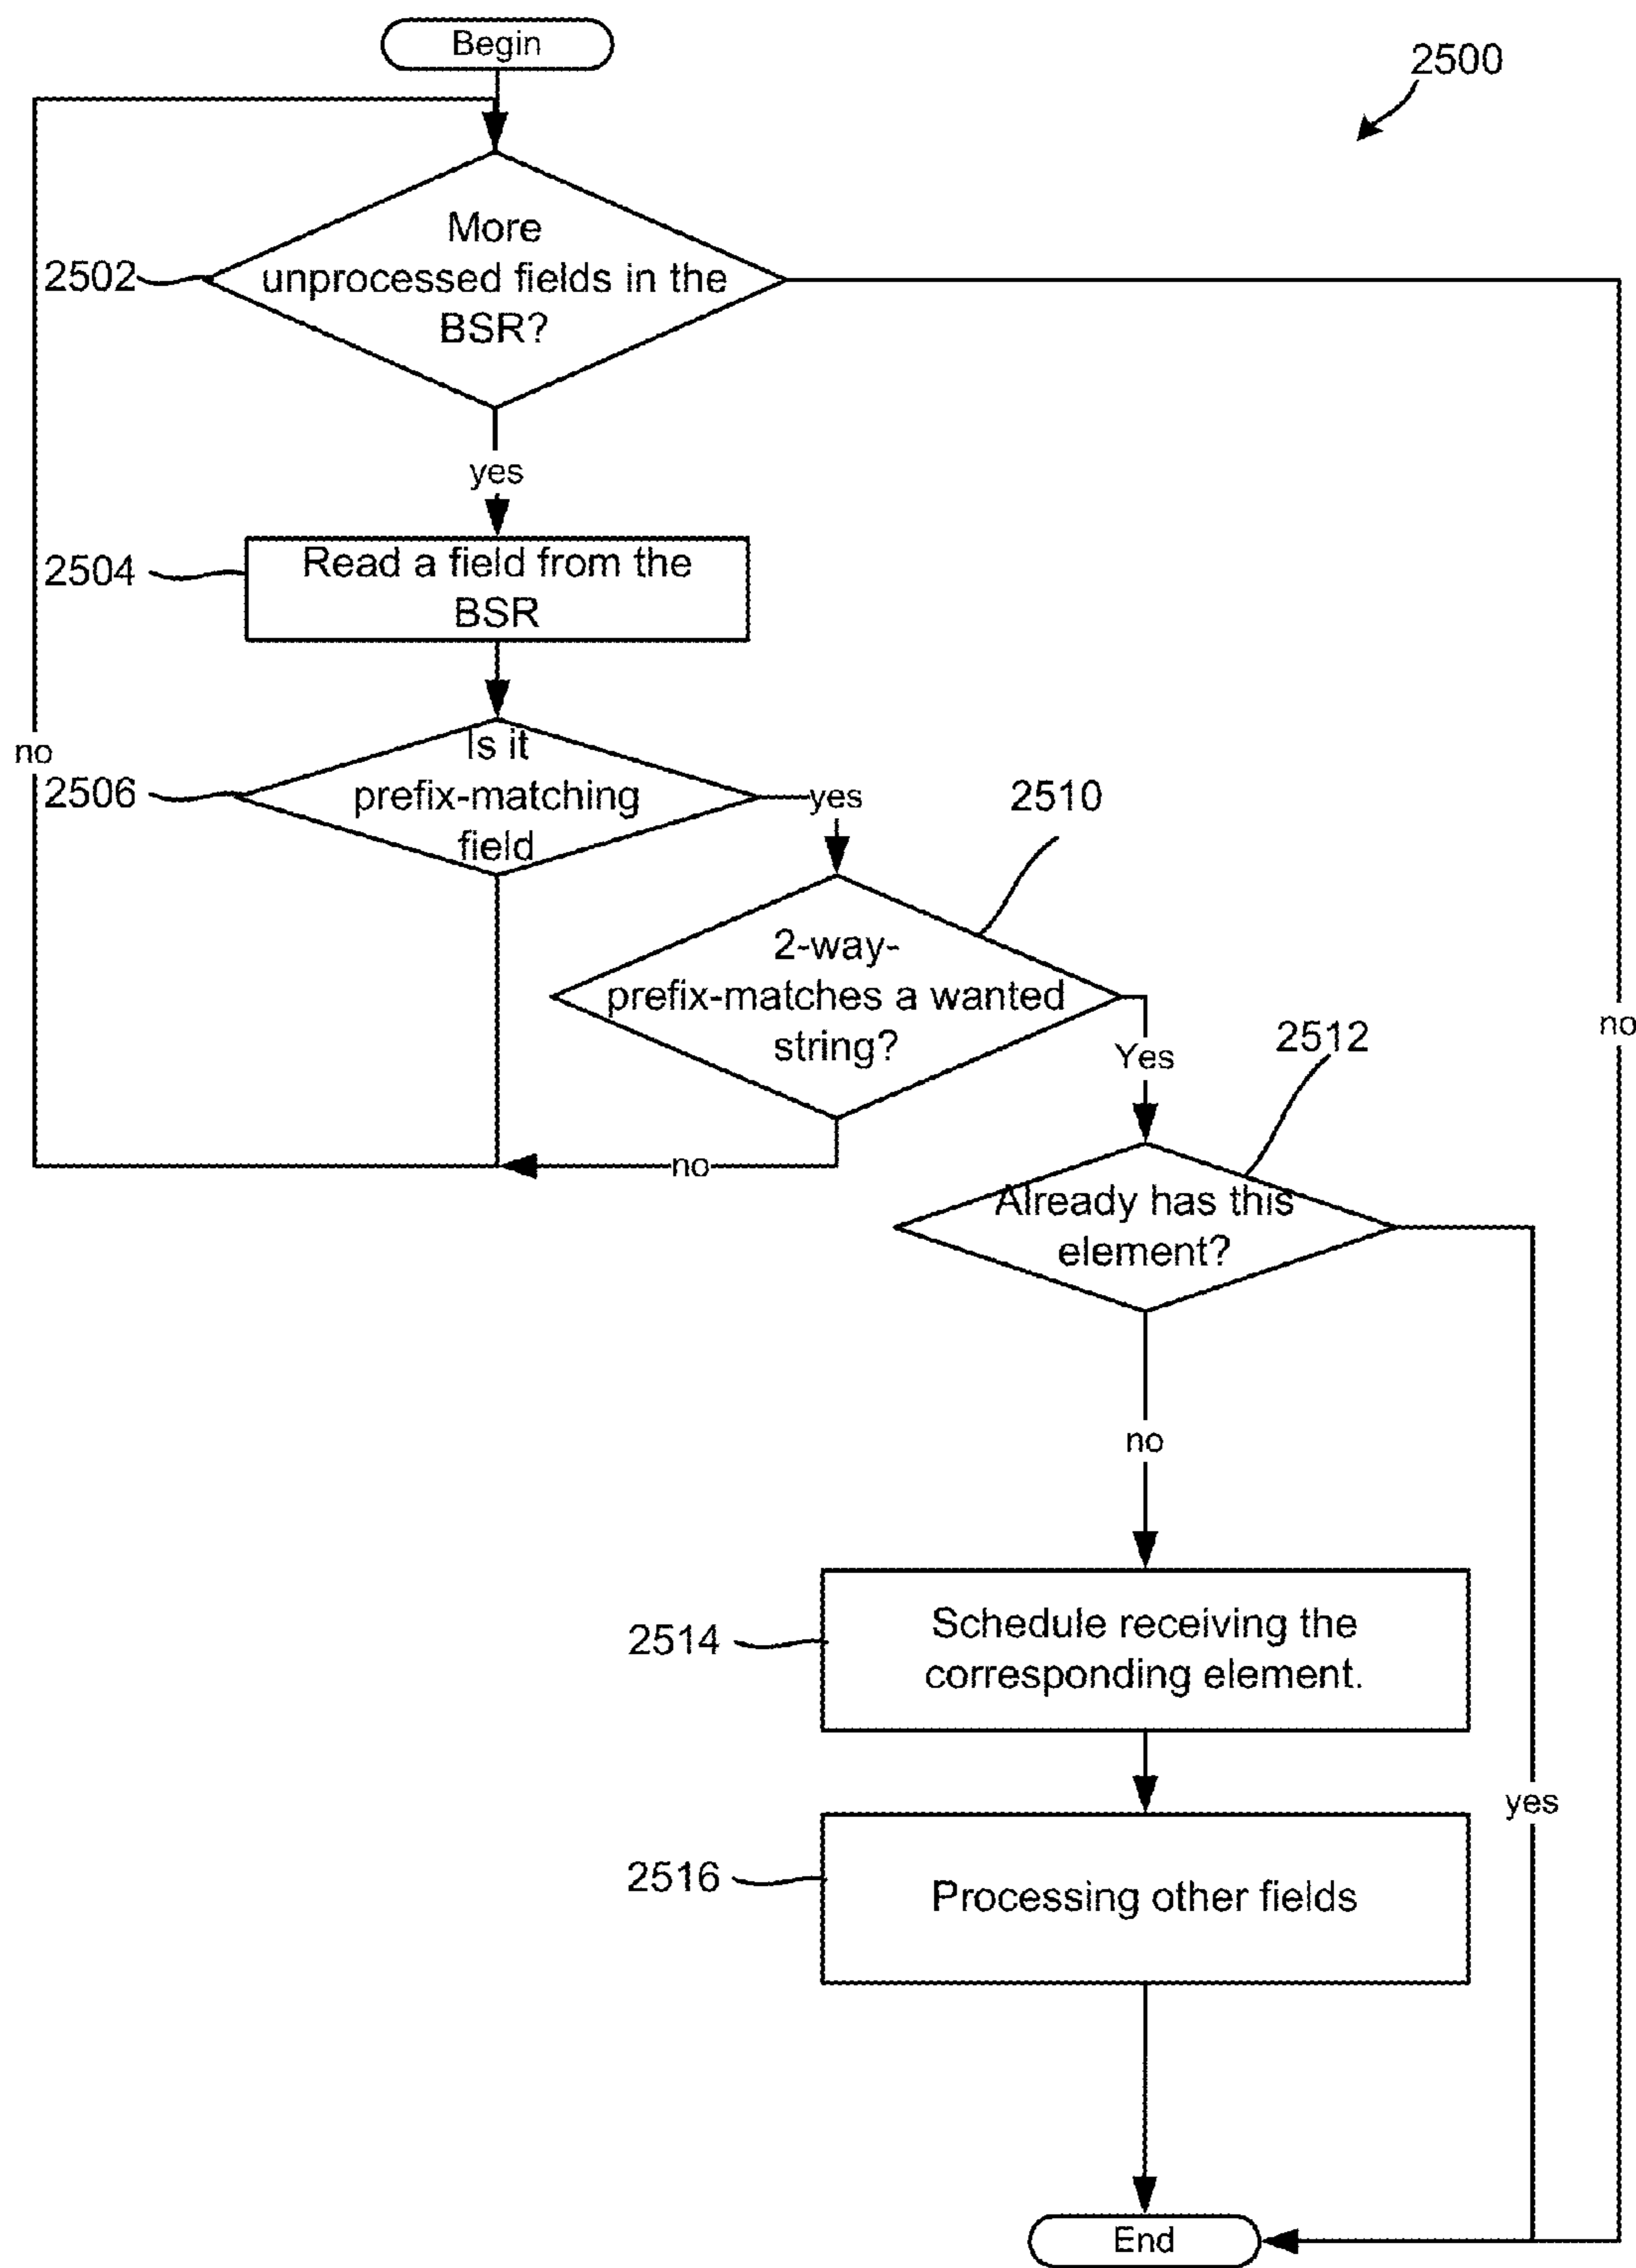 Begin
2500
More
unprocessed fields in the
BSR?
2502
yes
Read a field from the
BSR
2504
Is it
prefix-matching
field
no
2506
yes
2510
2-way-
prefix-matches a wanted
string?
no
Yes
2512
no
Already has this
element?
no
Schedule receiving the
corresponding element.
2514
yes
Processing other fields
2516
End